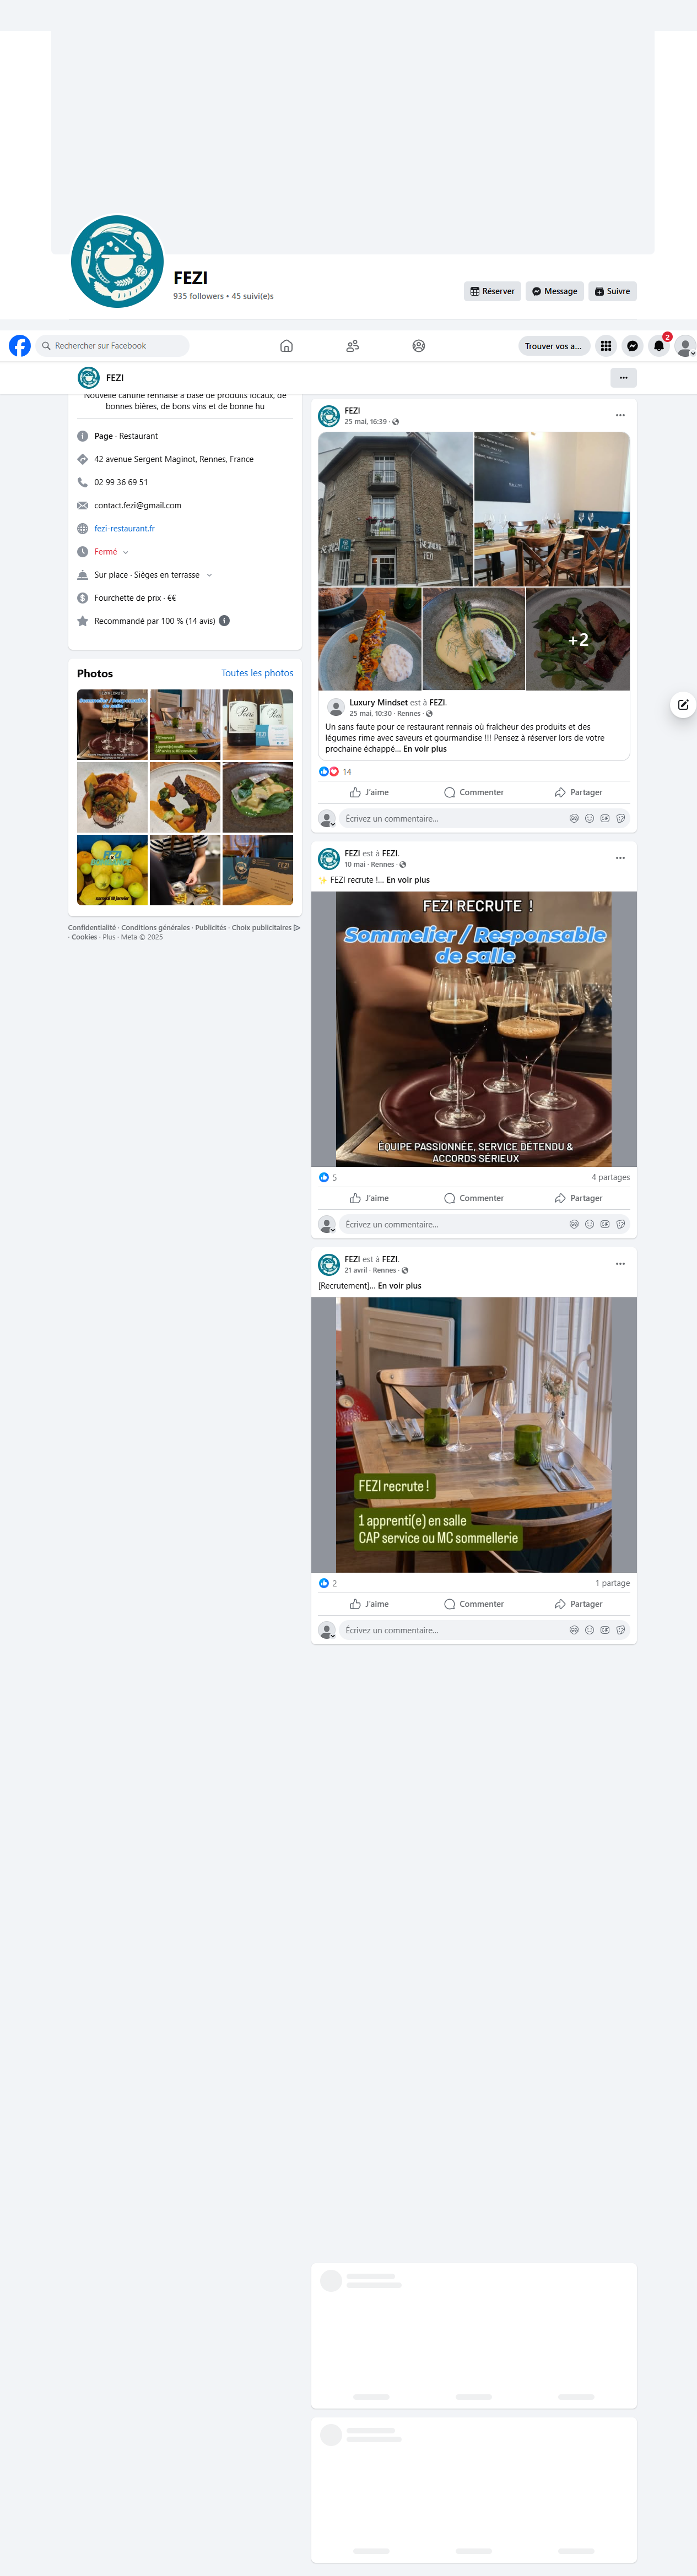 FEZI
935 followers • 45 suivi(e)s
Réserver
Message
Suivre
Rechercher sur Facebook
Trouver vos a...
2
FEZI
Nouvelle cantine rennaise à base de produits locaux, de
bonnes bières, de bons vins et de bonne hu
Page · Restaurant
42 avenue Sergent Maginot, Rennes, France
02 99 36 69 51
contact.fezi@gmail.com
fezi-restaurant.fr
Fermé
Sur place · Sièges en terrasse
Fourchette de prix · €€
Recommandé par 100 % (14 avis)
Photos
Toutes les photos
FEZI RECRUTE !
Sommelier / Responsable
de salle
FEZI
FEZI
Confidentialité · Conditions générales · Publicités · Choix publicitaires
· Cookies · Plus · Meta © 2025
FEZI
25 mai, 16:39 ·
+2
Luxury Mindset est à FEZI.
25 mai, 10:30 · Rennes ·
Un sans faute pour ce restaurant rennais où fraîcheur des produits et des
légumes rime avec saveurs et gourmandise !!! Pensez à réserver lors de votre
prochaine échappé... En voir plus
14
J'aime
Commenter
Partager
Écrivez un commentaire...
FEZI est à FEZI.
10 mai · Rennes ·
✨ FEZI recrute !... En voir plus
FEZI RECRUTE !
Sommelier / Responsable
de salle
ÉQUIPE PASSIONNÉE, SERVICE DÉTENDU &
ACCORDS SÉRIEUX
5
4 partages
J'aime
Commenter
Partager
Écrivez un commentaire...
FEZI est à FEZI.
21 avril · Rennes ·
[Recrutement]... En voir plus
FEZI recrute !
1 apprenti(e) en salle
CAP service ou MC sommellerie
2
1 partage
J'aime
Commenter
Partager
Écrivez un commentaire...